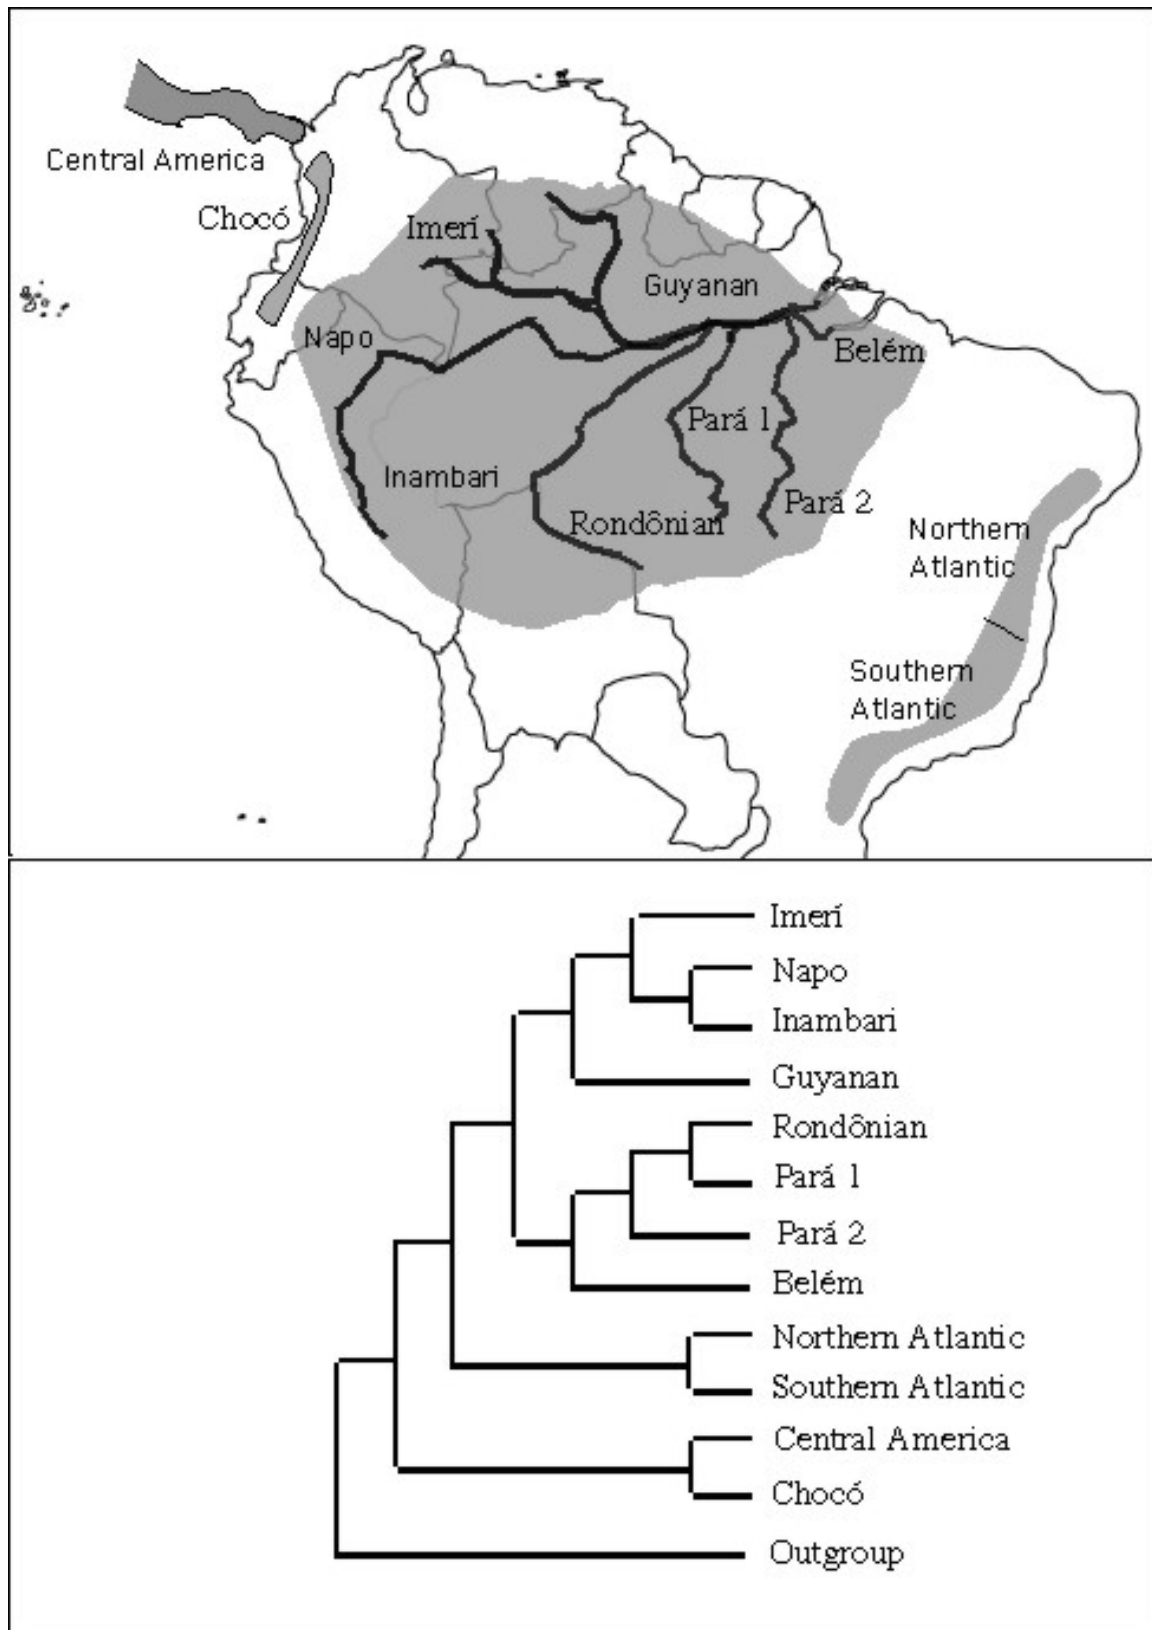 Central America
Chocó
Imerí
Guyanan
Napo
Belém
Pará 1
Inambari
Pará 2
Rondônian
Northern
Atlantic
Southern
Atlantic
Imerí
Napo
Inambari
Guyanan
Rondônian
Pará 1
Pará 2
Belém
Northern Atlantic
Southern Atlantic
Central America
Chocó
Outgroup